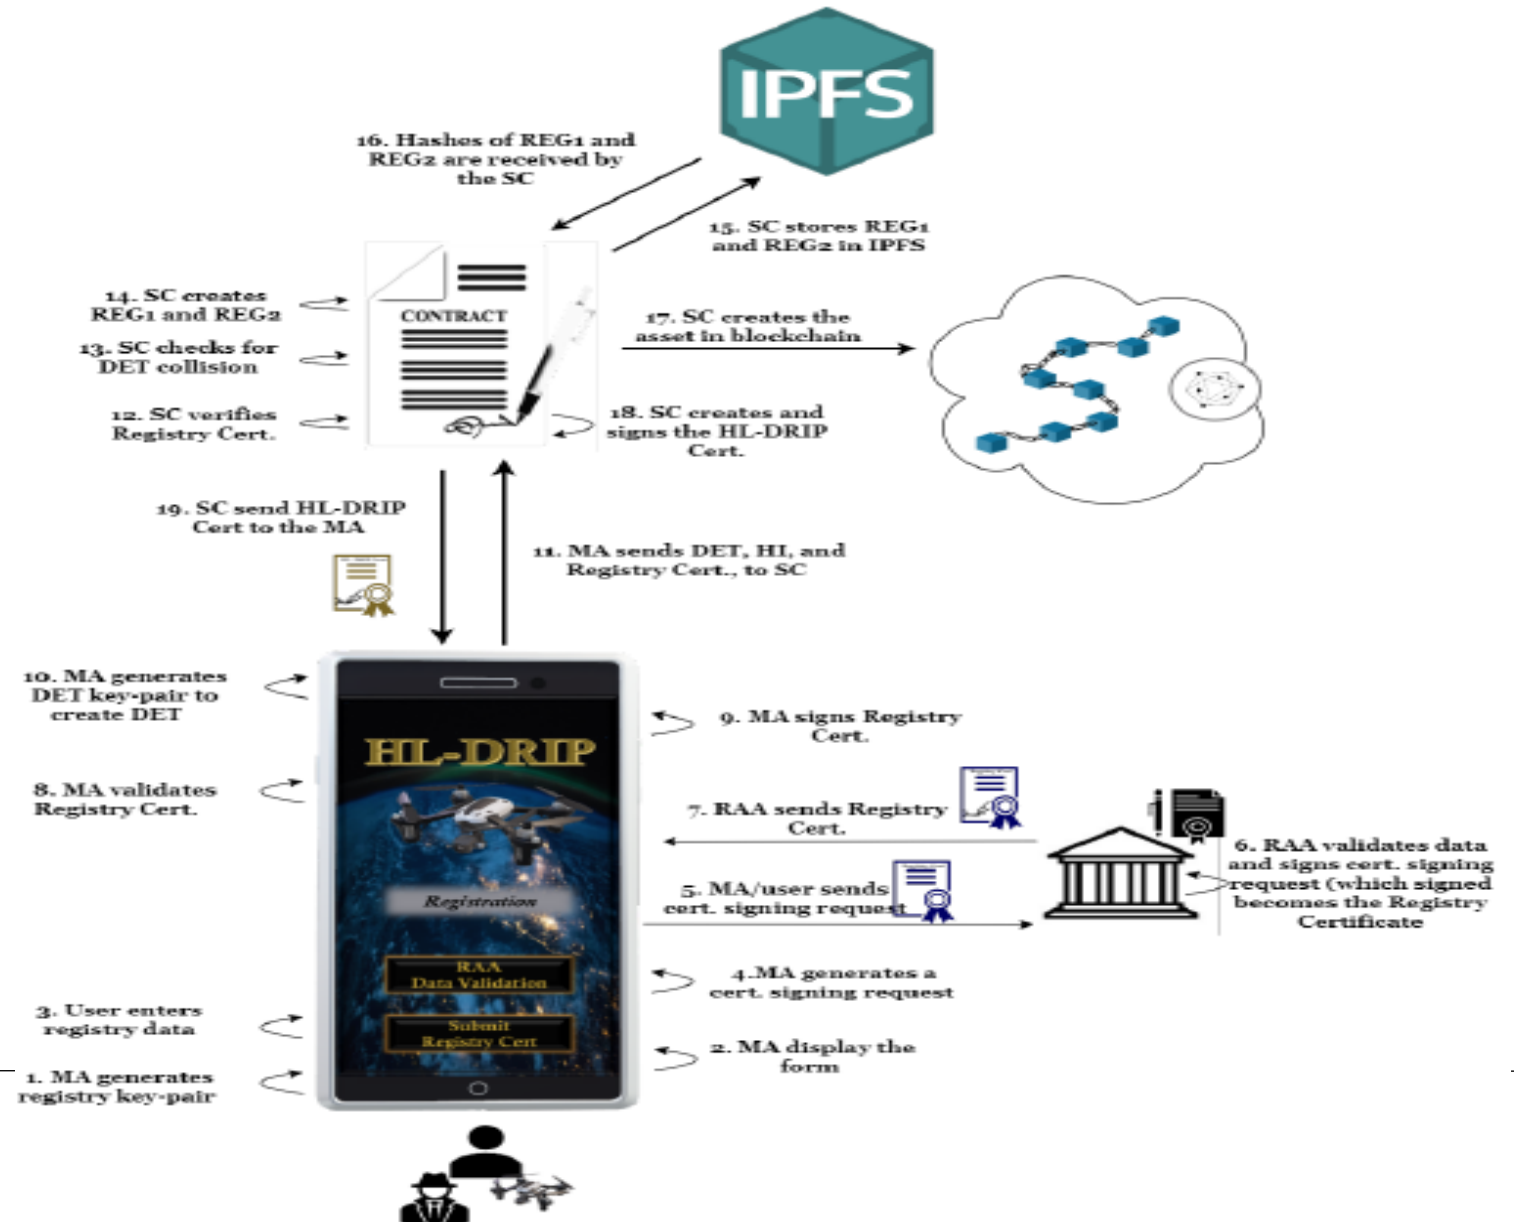 IPFS
16. Hashes of REG1 and
REG2 are received by
the SC
15. SC stores REG1
and REG2 in IPFS
14. SC creates
REG1 and REG2
13. SC checks for
DET collision
12. SC verifies
Registry Cert.
CONTRACT
17. SC creates the
asset in blockchain
18. SC creates and
signs the HL-DRIP
Cert.
19. SC send HL-DRIP
Cert to the MA
11. MA sends DET, HI, and
Registry Cert., to SC
10. MA generates
DET key-pair to
create DET
9. MA signs Registry
Cert.
HL-DRIP
8. MA validates
Registry Cert.
7. RAA sends Registry
Cert.
6. RAA validates data
and signs cert. signing
request (which signed
becomes the Registry
Certificate
5. MA/user sends
cert. signing request
Registration
RAA
Data Validation
4.MA generates a
cert. signing request
3. User enters
registry data
Submit
Registry Cert
2. MA display the
form
1. MA generates
registry key-pair